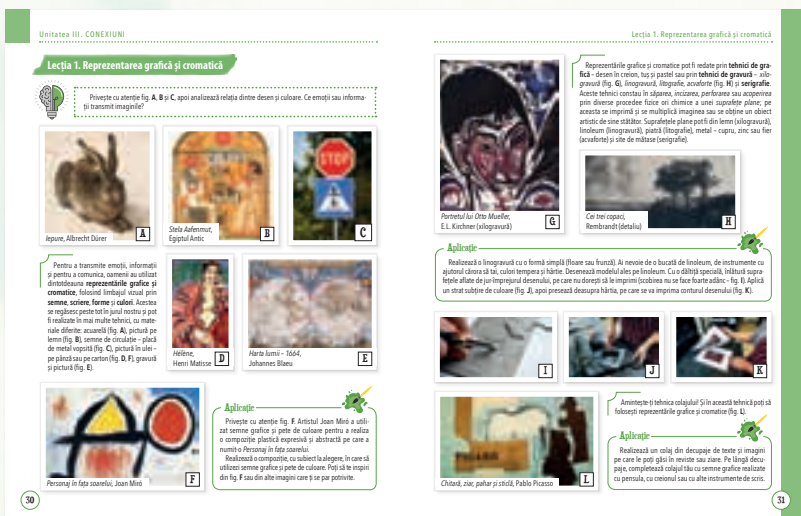 Unitatea III. CONEXIUNI
Lecția 1. Reprezentarea grafică și cromatică
Privește cu atenție fig. A, B și C, apoi analizează relația dintre desen și culoare. Ce emoții sau informa-
ții transmit imaginile?
Iepure, Albrecht Dürer
A
Stela Aafenmut,
Egiptul Antic
B
STOP
C
Pentru a transmite emoții, informații
și pentru a comunica, oamenii au utilizat
dintotdeauna reprezentările grafice și
cromatice, folosind limbajul vizual prin
semne, scriere, forme și culori. Acestea
se regăsesc peste tot în jurul nostru și pot
fi realizate în mai multe tehnici, cu mate-
riale diferite: acuarelă (fig. A), pictură pe
lemn (fig. B), semne de circulație – placă
de metal vopsită (fig. C), pictură în ulei –
pe pânză sau pe carton (fig. D, F), gravură
și pictură (fig. E).
Hélène,
Henri Matisse
D
Harta lumii – 1664,
Johannes Blaeu
E
Personaj în fața soarelui, Joan Miró
F
Aplicație
Privește cu atenție fig. F. Artistul Joan Miró a utili-
zat semne grafice și pete de culoare pentru a realiza
o compoziție plastică expresivă și abstractă pe care a
numit-o Personaj în fața soarelui.
Realizează o compoziție, cu subiect la alegere, în care să
utilizezi semne grafice și pete de culoare. Poți să te inspiri
din fig. F sau din alte imagini care ți se par potrivite.
30
Lecția 1. Reprezentarea grafică și cromatică
Portretul lui Otto Mueller,
E.L. Kirchner (xilogravură)
G
Reprezentările grafice și cromatice pot fi redate prin tehnici de gra-
fică – desen în creion, tuș și pastel sau prin tehnici de gravură – xilo-
gravură (fig. G), linogravură, litografie, acvaforte (fig. H) și serigrafie.
Aceste tehnici constau în săparea, incizarea, perforarea sau acoperirea
prin diverse procedee fizice ori chimice a unei suprafețe plane; pe
aceasta se imprimă și se multiplică imaginea sau se obține un obiect
artistic de sine stătător. Suprafețele plane pot fi din lemn (xilogravură),
linoleum (linogravură), piatră (litografie), metal – cupru, zinc sau fier
(acvaforte) și site de mătase (serigrafie).
Cei trei copaci,
Rembrandt (detaliu)
H
Aplicație
Realizează o linogravură cu o formă simplă (floare sau frunză). Ai nevoie de o bucată de linoleum, de instrumente cu
ajutorul cărora să tai, culori tempera și hârtie. Desenează modelul ales pe linoleum. Cu o dăltiță specială, înlătură supra-
fețele aflate de jur-împrejurul desenului, pe care nu dorești să le imprimi (scobirea nu se face foarte adânc – fig. I). Aplică
un strat subțire de culoare (fig. J), apoi presează deasupra hârtia, pe care se va imprima conturul desenului (fig. K).
I
J
K
Chitară, ziar, pahar și sticlă, Pablo Picasso
L
Amintește-ți tehnica colajului! Și în această tehnică poți să
folosești reprezentările grafice și cromatice (fig. L).
Aplicație
Realizează un colaj din decupaje de texte și imagini
pe care le poți găsi în reviste sau ziare. Pe lângă decu-
paje, completează colajul tău cu semne grafice realizate
cu pensula, cu creionul sau cu alte instrumente de scris.
31